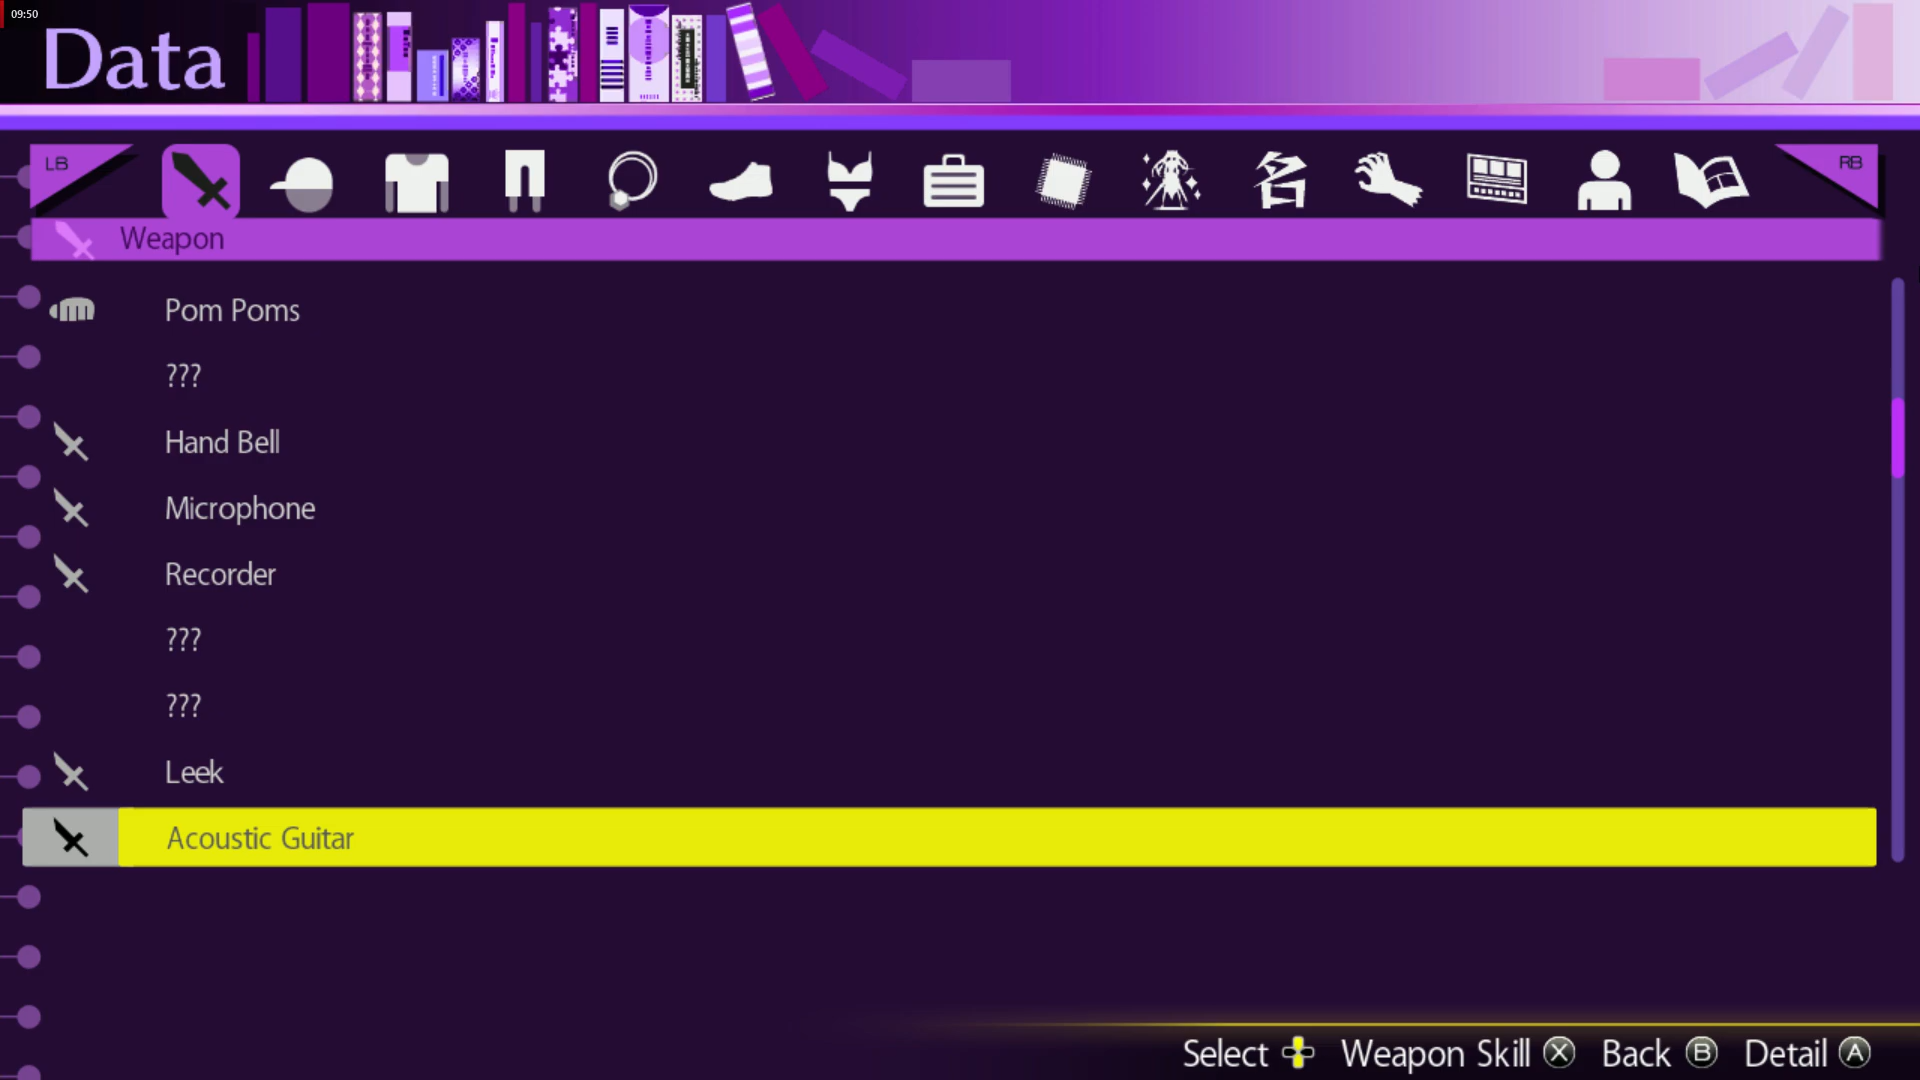 09:50
Data
LB
RB
Weapon
Pom Poms
???
Hand Bell
Microphone
Recorder
???
???
Leek
Acoustic Guitar
Select Weapon Skill X Back B Detail A